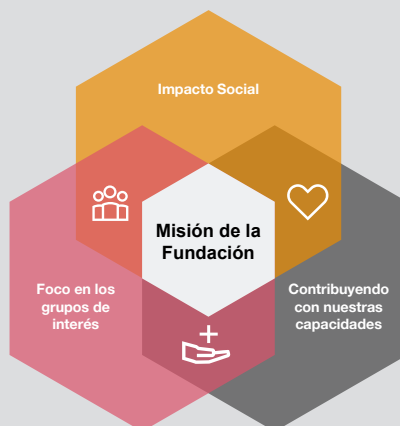 Impacto Social
Misión de la
Fundación
Foco en los
grupos de
interés
Contribuyendo
con nuestras
capacidades